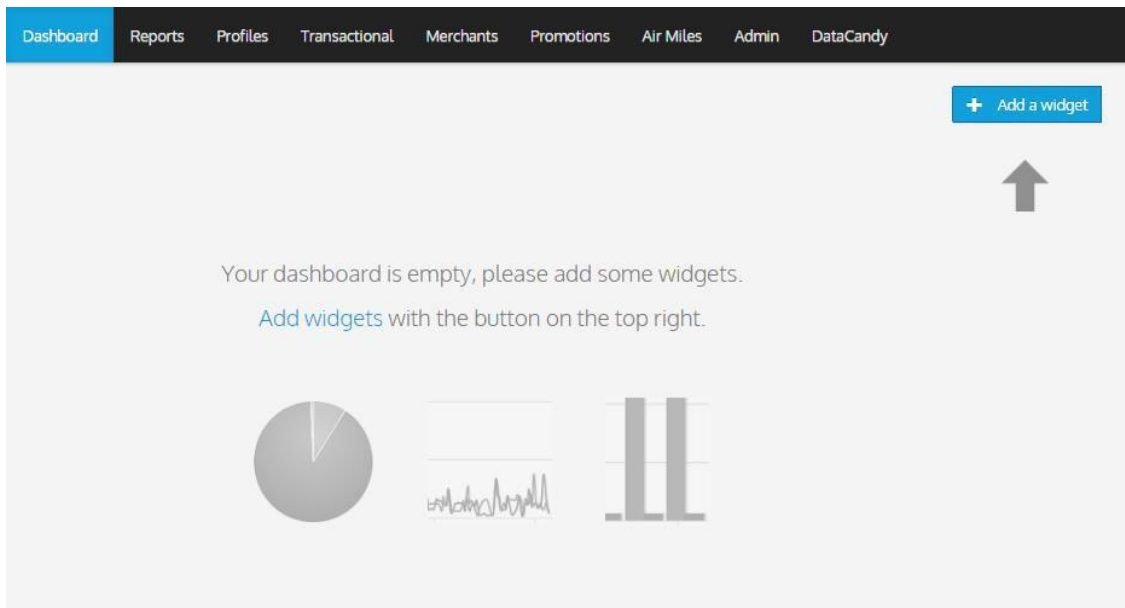 Dashboard Reports Profiles Transactional Merchants Promotions Air Miles Admin DataCandy
+ Add a widget
Your dashboard is empty, please add some widgets.
Add widgets with the button on the top right.